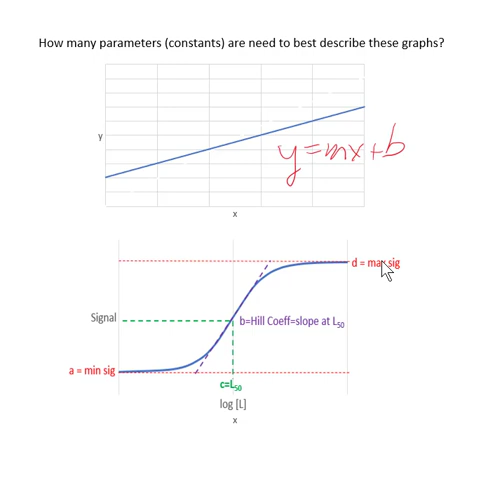 How many parameters (constants) are need to best describe these graphs?
y
y=mx+b
x
d = max sig
Signal
b=Hill Coeff=slope at L50
a = min sig
c=L50
log [L]
x